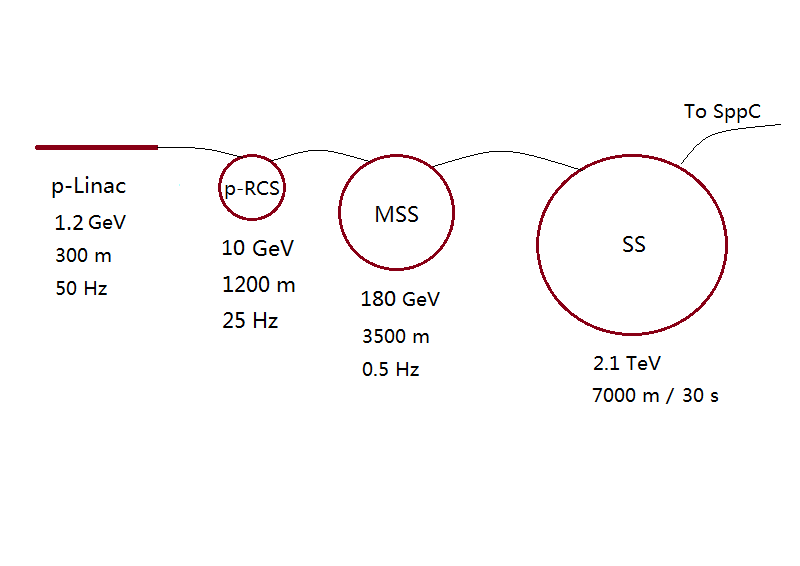 To SppC
p-Linac
1.2 GeV
300 m
50 Hz
p-RCS
10 GeV
1200 m
25 Hz
MSS
180 GeV
3500 m
0.5 Hz
SS
2.1 TeV
7000 m / 30 s